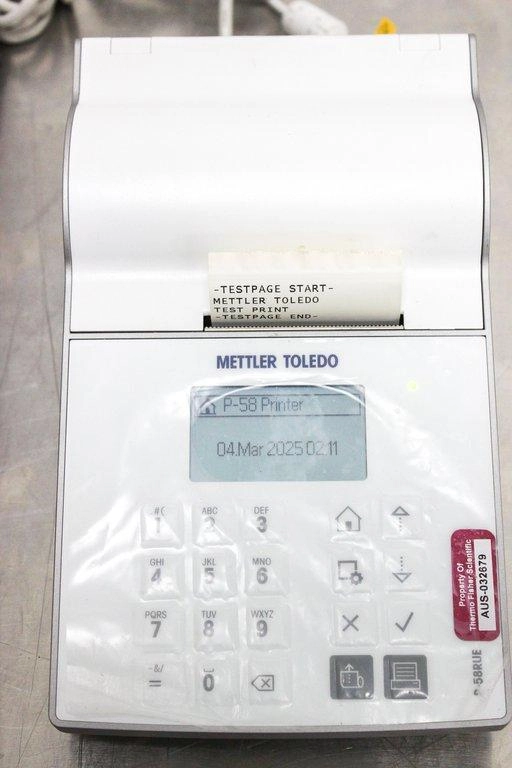 -TESTPAGE START-
METTLER TOLEDO
TEST PRINT
-TESTPAGE END-
METTLER TOLEDO
P-58 Printer
04.Mar 2025 02:11
.#( ABC DEF
1 2 3
GHI JKL MNO
4 5 6
PQRS TUV WXYZ
7 8 9
-&/
= 0
Property Of
Thermo Fisher Scientific
AUS-032679
P-58RUE